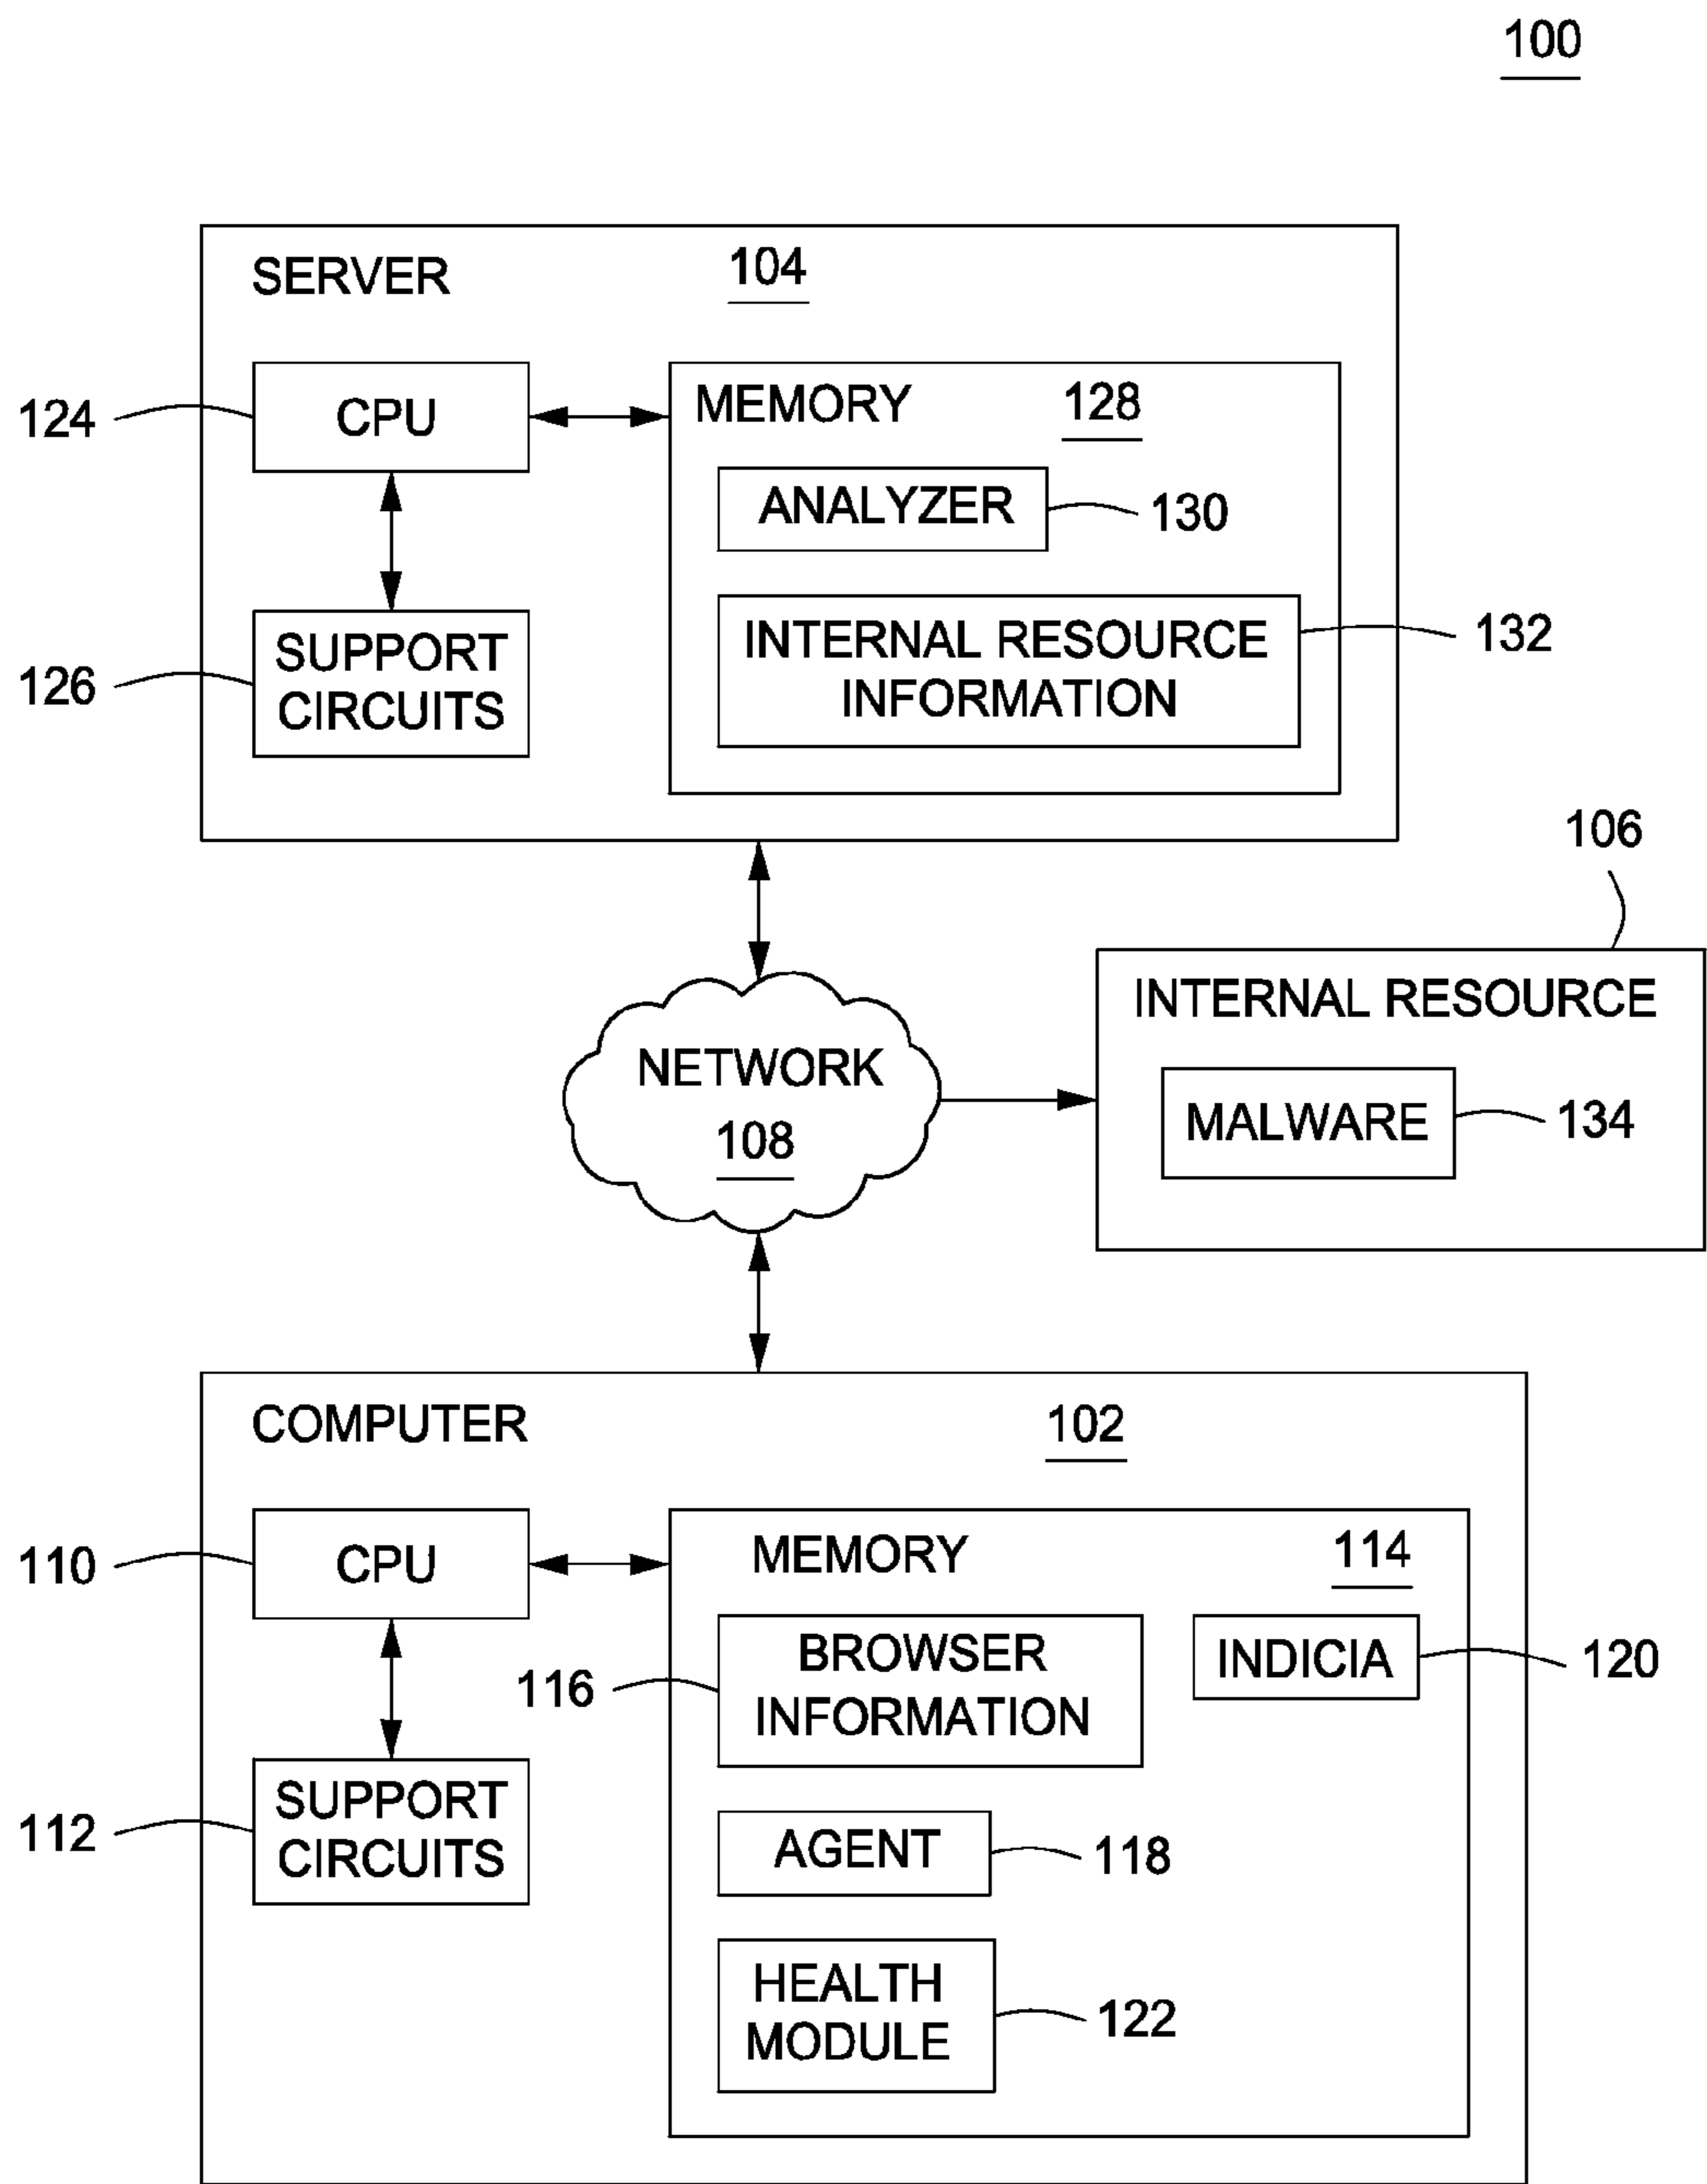 100
SERVER
104
124
CPU
MEMORY
128
ANALYZER
130
126
SUPPORT
CIRCUITS
INTERNAL RESOURCE
INFORMATION
132
106
NETWORK
108
INTERNAL RESOURCE
MALWARE
134
COMPUTER
102
110
CPU
MEMORY
114
116
BROWSER
INFORMATION
INDICIA
120
112
SUPPORT
CIRCUITS
AGENT
118
HEALTH
MODULE
122